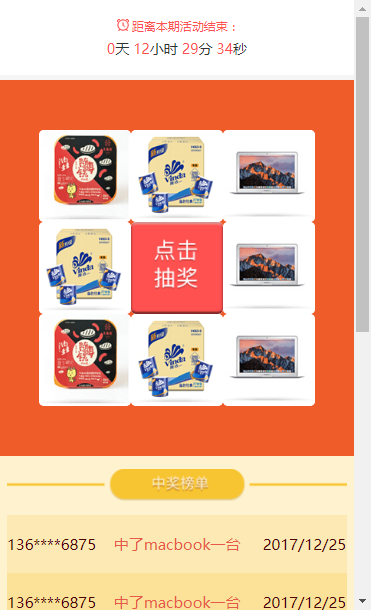 距离本期活动结束：
0天 12小时 29分 34秒
Vinda
Vinda
点击
抽奖
Vinda
中奖榜单
136****6875 中了macbook一台 2017/12/25
136****6875 中了macbook一台 2017/12/25